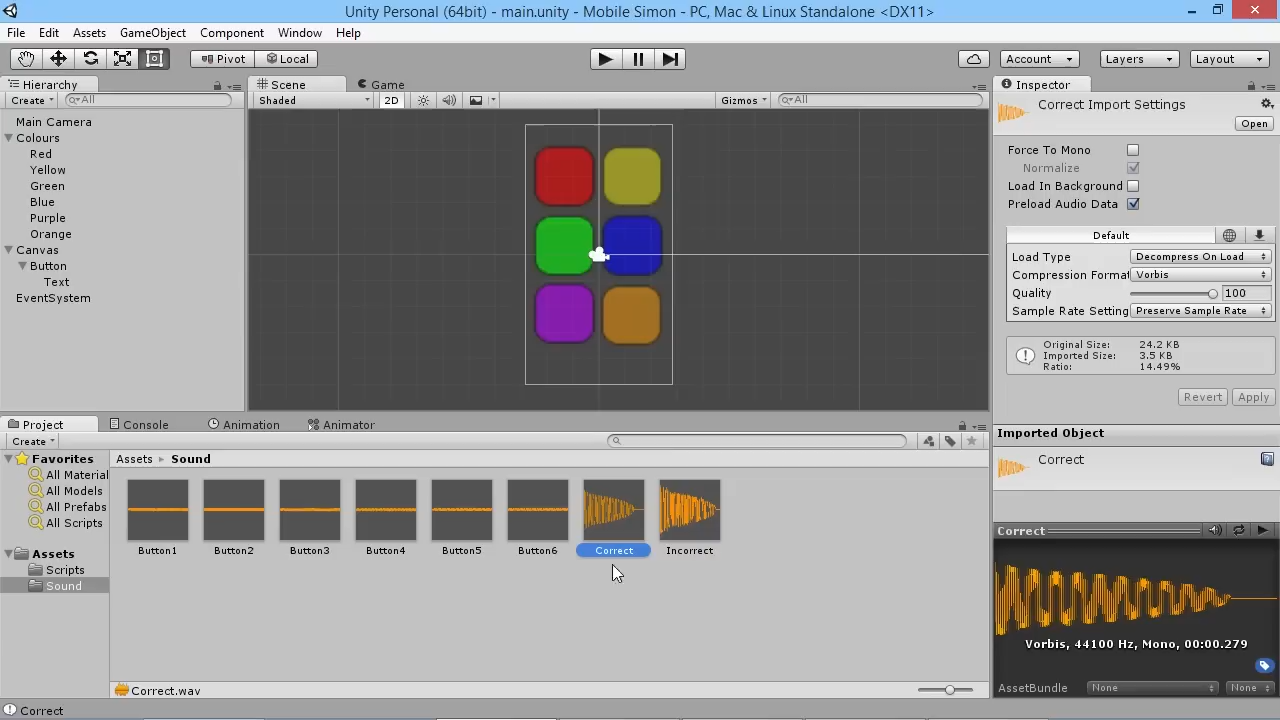 Unity Personal (64bit) - main.unity - Mobile Simon - PC, Mac & Linux Standalone <DX11>
File Edit Assets GameObject Component Window Help
Pivot Local Account Layers Layout
Hierarchy
Create All
Main Camera
Colours
Red
Yellow
Green
Blue
Purple
Orange
Canvas
Button
Text
EventSystem
Scene Game
Shaded 2D Gizmos All
Inspector
Correct Import Settings
Open
Force To Mono
Normalize
Load In Background
Preload Audio Data
Default
Load Type Decompress On Load
Compression Format Vorbis
Quality 100
Sample Rate Setting Preserve Sample Rate
Original Size: 24.2 KB
Imported Size: 3.5 KB
Ratio: 14.49%
Revert Apply
Imported Object
Correct
Correct
Vorbis, 44100 Hz, Mono, 00:00.279
AssetBundle None None
Project Console Animation Animator
Create
Favorites
All Material
All Models
All Prefabs
All Scripts
Assets
Scripts
Sound
Assets Sound
Button1 Button2 Button3 Button4 Button5 Button6 Correct Incorrect
Correct.wav
Correct